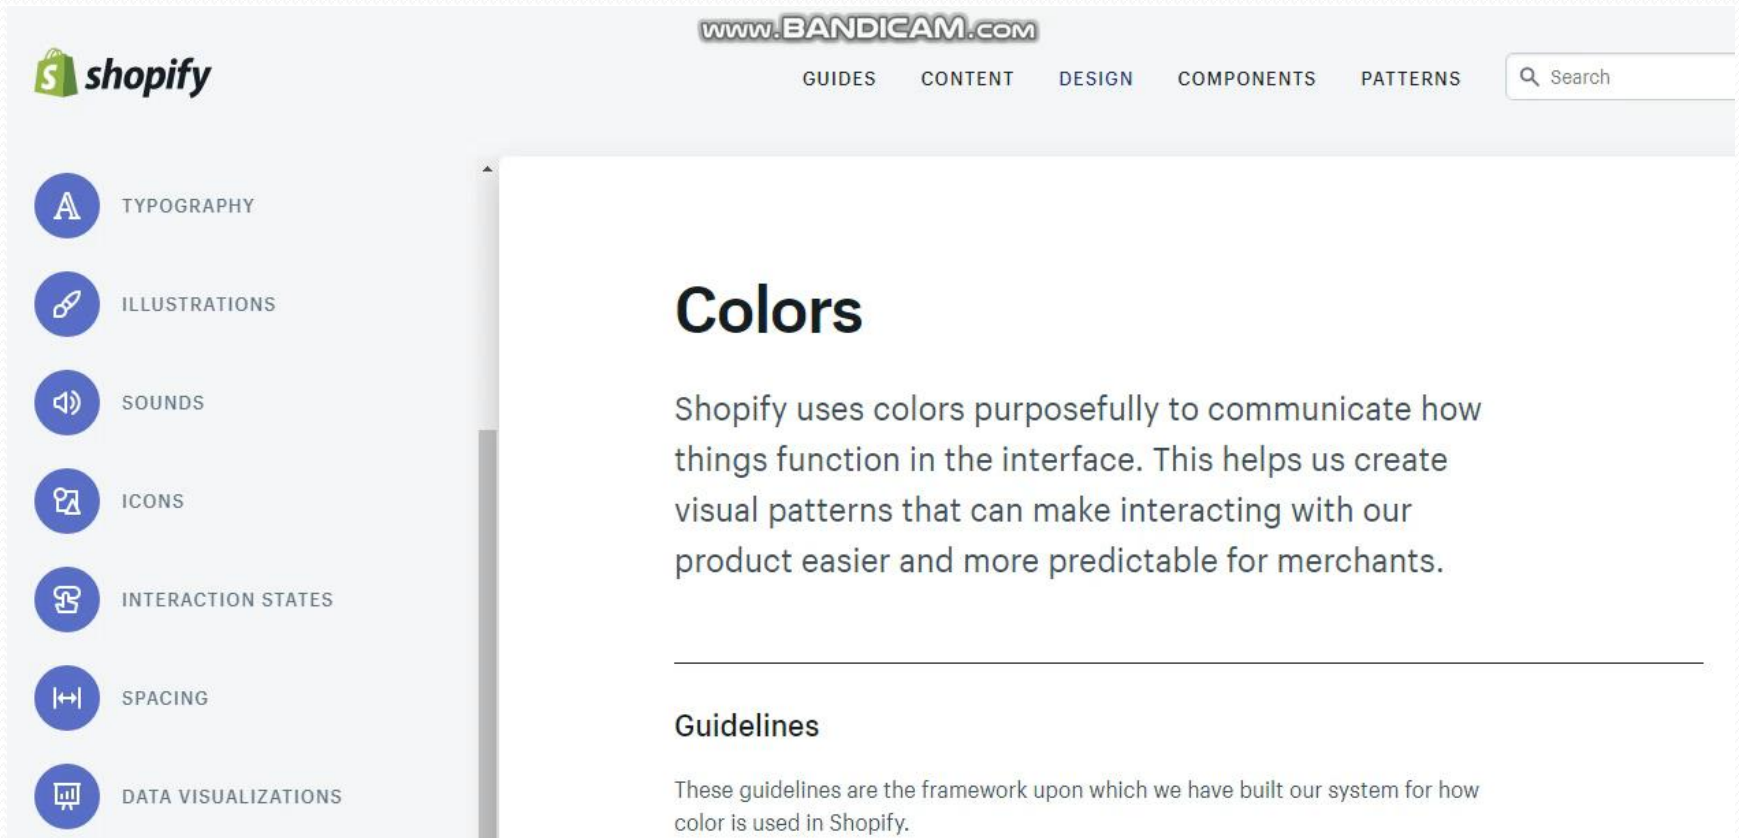 www.BANDICAM.com
shopify
GUIDES CONTENT DESIGN COMPONENTS PATTERNS Search
TYPOGRAPHY
ILLUSTRATIONS
SOUNDS
ICONS
INTERACTION STATES
SPACING
DATA VISUALIZATIONS
Colors
Shopify uses colors purposefully to communicate how
things function in the interface. This helps us create
visual patterns that can make interacting with our
product easier and more predictable for merchants.
Guidelines
These guidelines are the framework upon which we have built our system for how
color is used in Shopify.